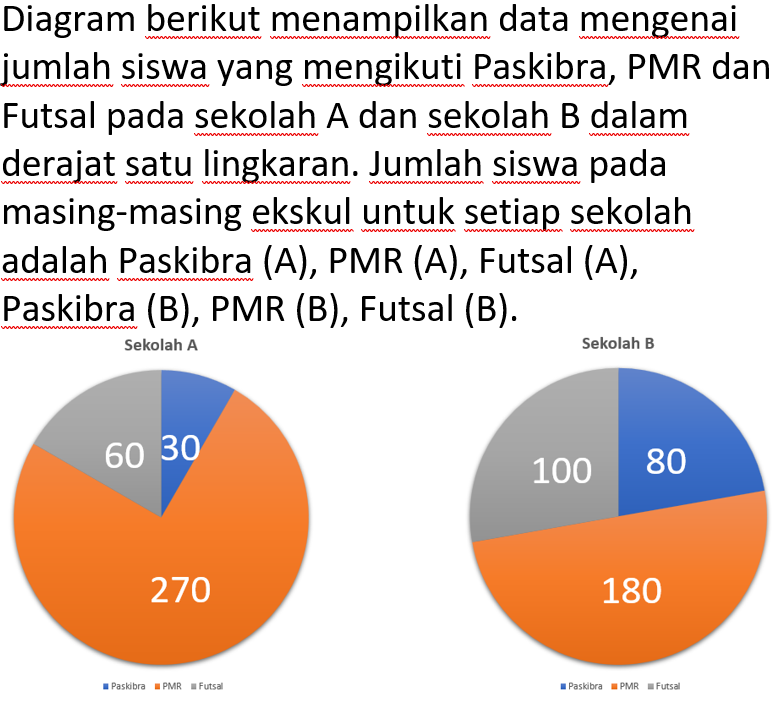 Diagram berikut menampilkan data mengenai
jumlah siswa yang mengikuti Paskibra, PMR dan
Futsal pada sekolah A dan sekolah B dalam
derajat satu lingkaran. Jumlah siswa pada
masing-masing ekskul untuk setiap sekolah
adalah Paskibra (A), PMR (A), Futsal (A),
Paskibra (B), PMR (B), Futsal (B).
Sekolah A
60 30
270
Paskibra PMR Futsal
Sekolah B
100 80
180
Paskibra PMR Futsal